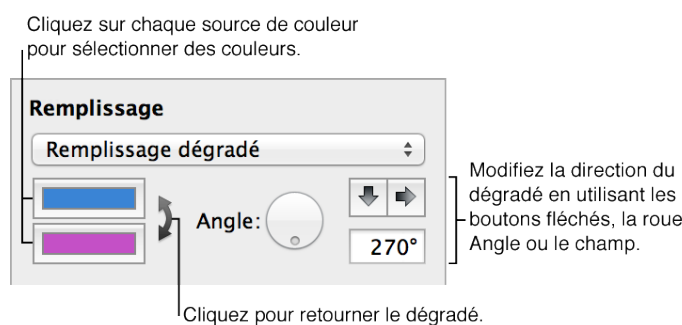 Cliquez sur chaque source de couleur
pour sélectionner des couleurs.
Remplissage
Remplissage dégradé
Angle:
270°
Modifiez la direction du
dégradé en utilisant les
boutons fléchés, la roue
Angle ou le champ.
Cliquez pour retourner le dégradé.